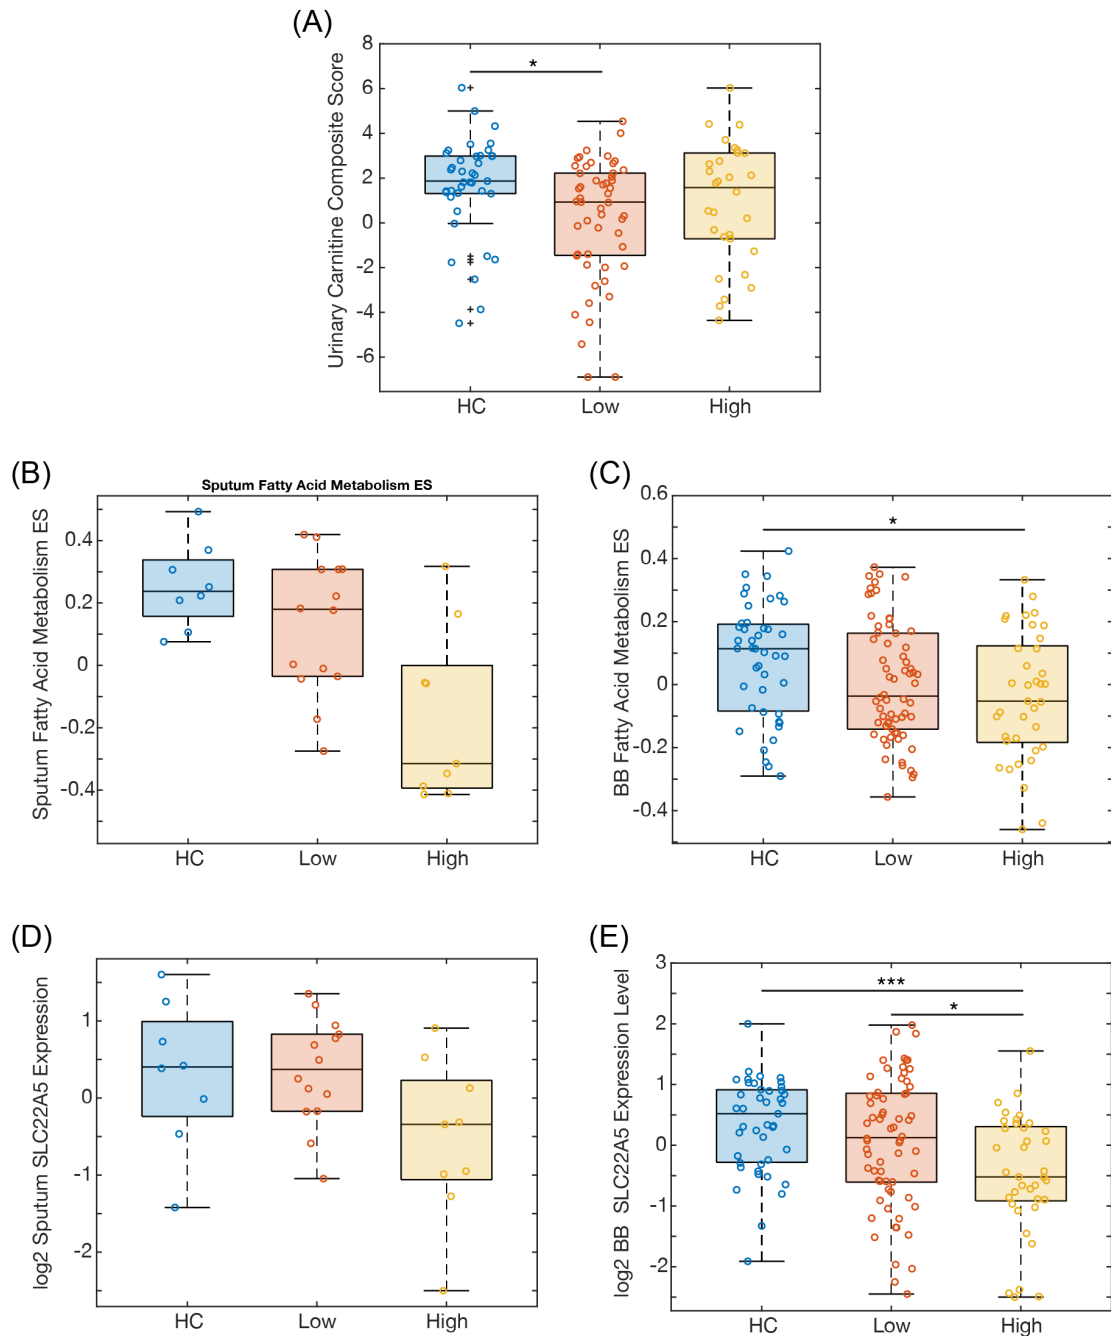 (A)
Urinary Carnitine Composite Score
8
6
4
2
0
-2
-4
-6
*
HC Low High
(B)
Sputum Fatty Acid Metabolism ES
Sputum Fatty Acid Metabolism ES
0.4
0.2
0
-0.2
-0.4
HC Low High
(C)
BB Fatty Acid Metabolism ES
0.6
0.4
0.2
0
-0.2
-0.4
*
HC Low High
(D)
log2 Sputum SLC22A5 Expression
1
0
-1
-2
HC Low High
(E)
log2 BB SLC22A5 Expression Level
3
2
1
0
-1
-2
***
*
HC Low High